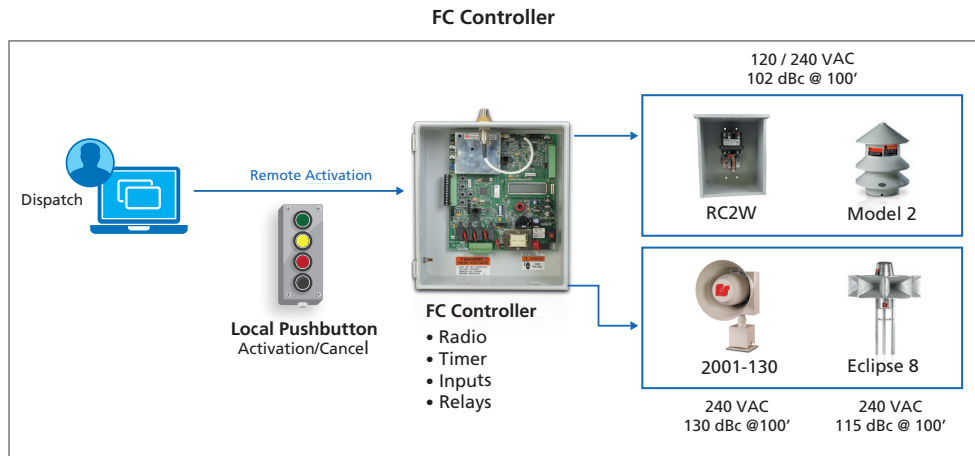 FC Controller
120 / 240 VAC
102 dBc @ 100’
Dispatch
Remote Activation
RC2W
Model 2
Local Pushbutton
Activation/Cancel
FC Controller
• Radio
• Timer
• Inputs
• Relays
2001-130
Eclipse 8
240 VAC
130 dBc @100’
240 VAC
115 dBc @ 100’